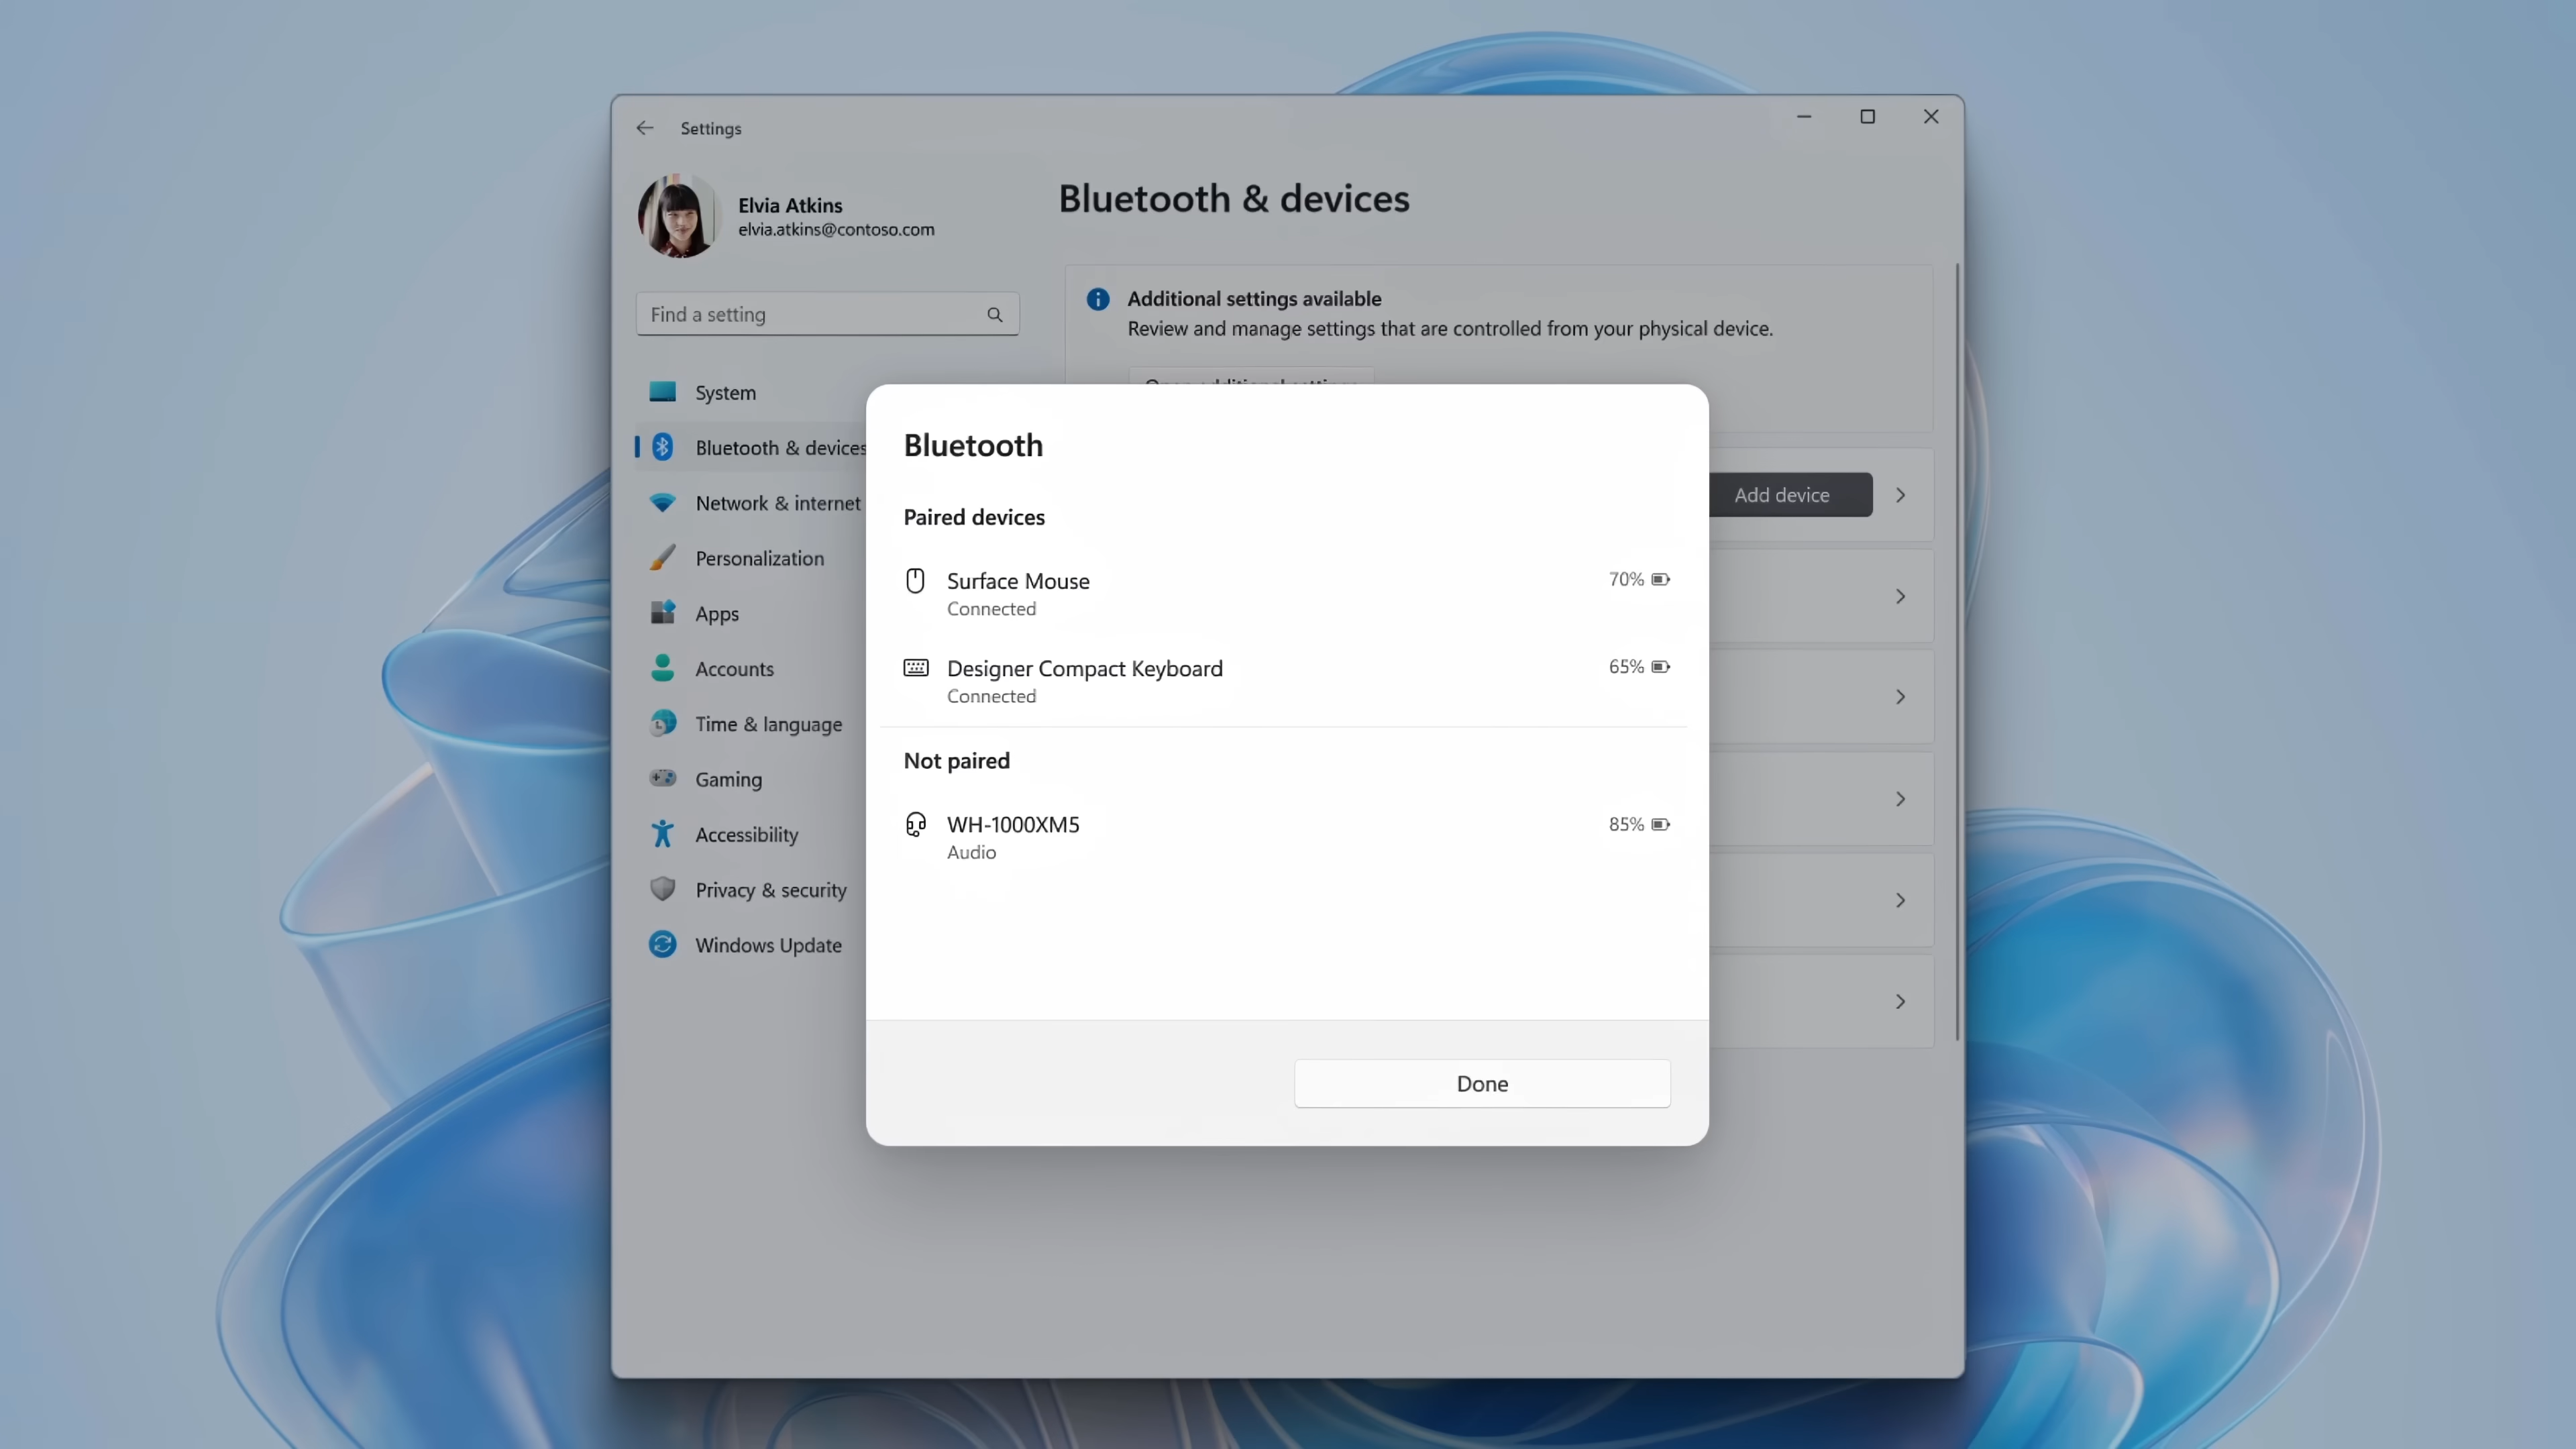 Settings
Elvia Atkins
elvia.atkins@contoso.com
Find a setting
System
Bluetooth & devices
Network & internet
Personalization
Apps
Accounts
Time & language
Gaming
Accessibility
Privacy & security
Windows Update
Bluetooth & devices
Additional settings available
Review and manage settings that are controlled from your physical device.
Open additional settings
Add device
Bluetooth
Paired devices
Surface Mouse
70%
Connected
Designer Compact Keyboard
65%
Connected
Not paired
WH-1000XM5
85%
Audio
Done